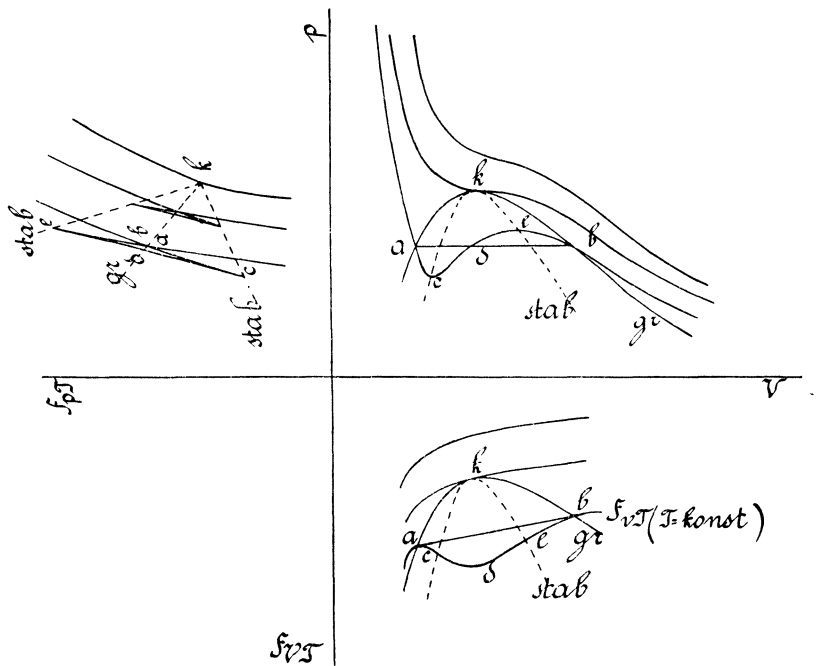 p
k
stab
e
b
a
δ
gr
c
stab
k
a
e
b
δ
c
stab
gr
f_pT
V
k
b
f_vT (T=konst)
a
c
e
gr
δ
stab
f_VT